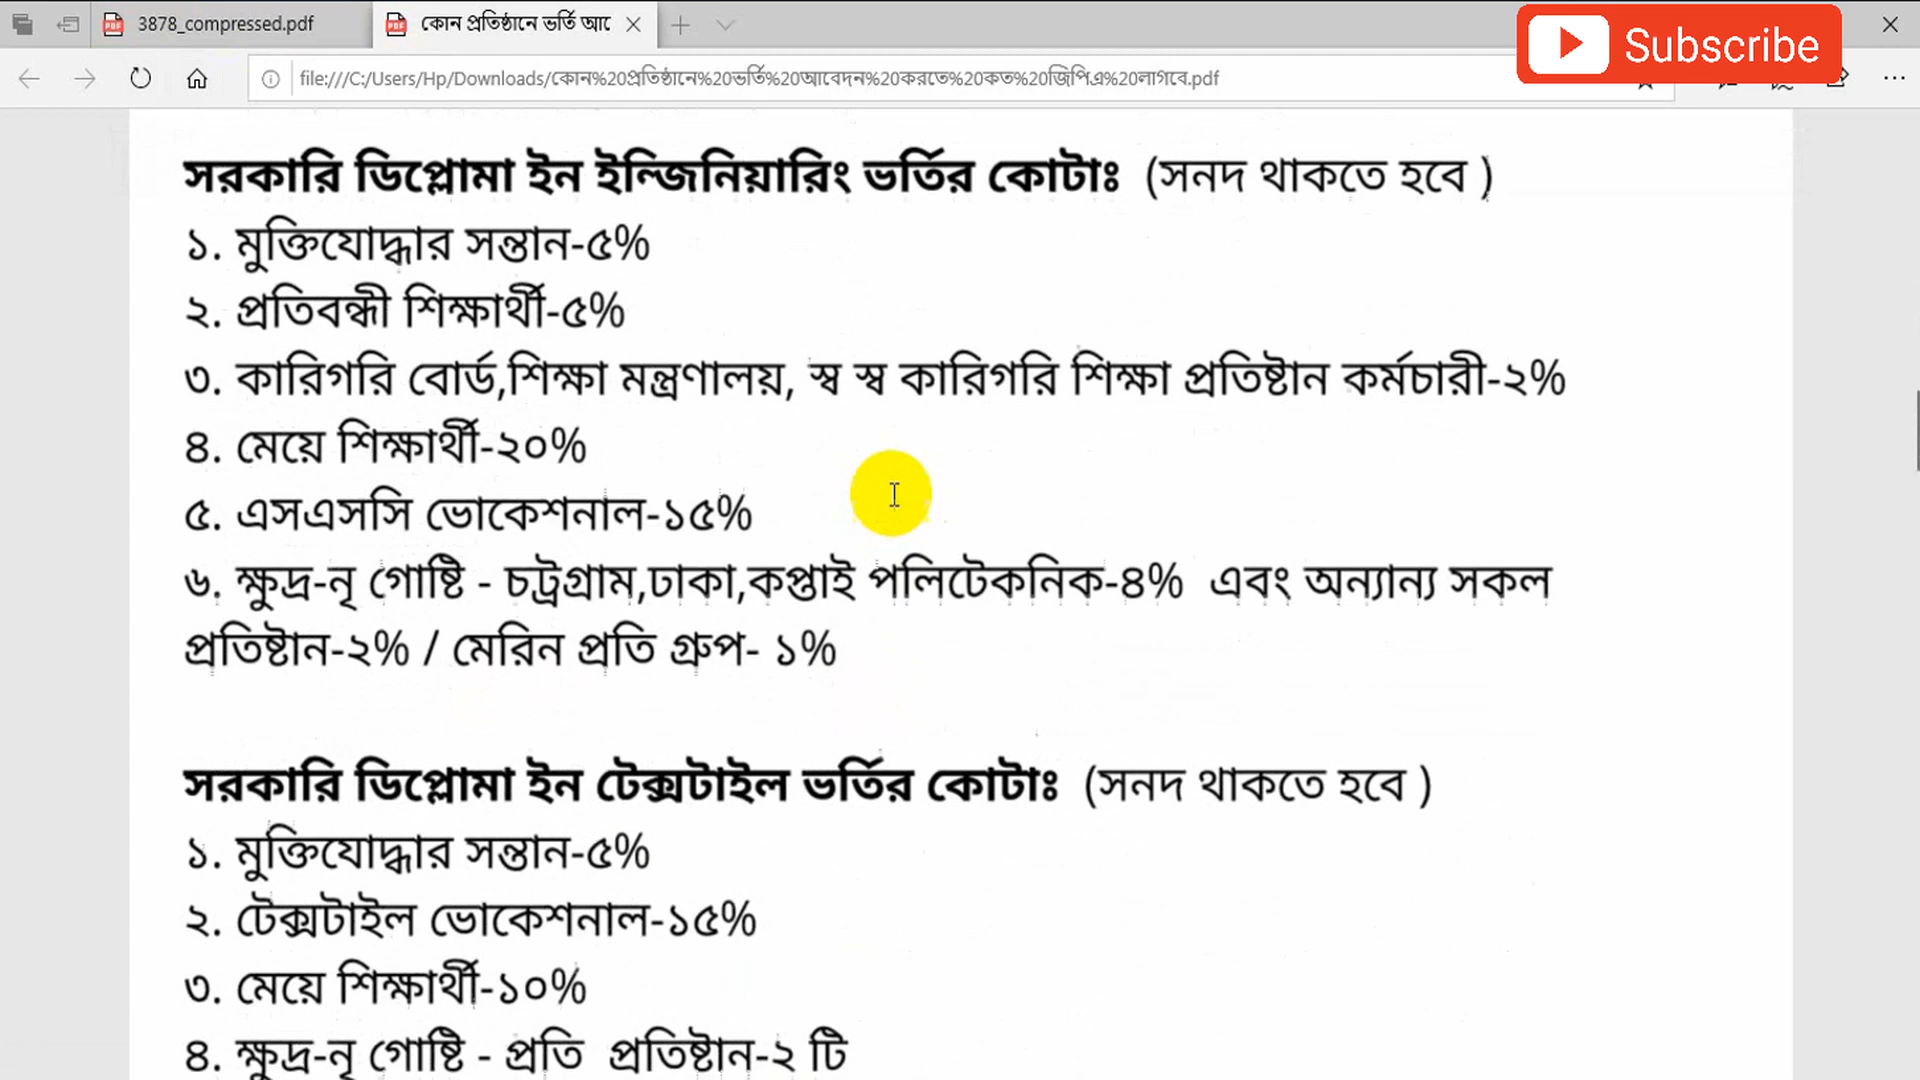 3878_compressed.pdf
কোন প্রতিষ্ঠানে ভর্তি আ
Subscribe
file:///C:/Users/Hp/Downloads/কোন%20প্রতিষ্ঠানে%20ভর্তি%20আবেদন%20করতে%20কত%20জিপিএ%20লাগবে.pdf
সরকারি ডিপ্লোমা ইন ইন্জিনিয়ারিং ভর্তির কোটাঃ (সনদ থাকতে হবে )
১. মুক্তিযোদ্ধার সন্তান-৫%
২. প্রতিবন্ধী শিক্ষার্থী-৫%
৩. কারিগরি বোর্ড,শিক্ষা মন্ত্রণালয়, স্ব স্ব কারিগরি শিক্ষা প্রতিষ্টান কর্মচারী-২%
৪. মেয়ে শিক্ষার্থী-২০%
৫. এসএসসি ভোকেশনাল-১৫%
৬. ক্ষুদ্র-নৃ গোষ্টি - চট্রগ্রাম,ঢাকা,কপ্তাই পলিটেকনিক-৪% এবং অন্যান্য সকল
প্রতিষ্টান-২% / মেরিন প্রতি গ্রুপ- ১%
সরকারি ডিপ্লোমা ইন টেক্সটাইল ভর্তির কোটাঃ (সনদ থাকতে হবে )
১. মুক্তিযোদ্ধার সন্তান-৫%
২. টেক্সটাইল ভোকেশনাল-১৫%
৩. মেয়ে শিক্ষার্থী-১০%
৪. ক্ষুদ্র-নৃ গোষ্টি - প্রতি প্রতিষ্টান-২ টি